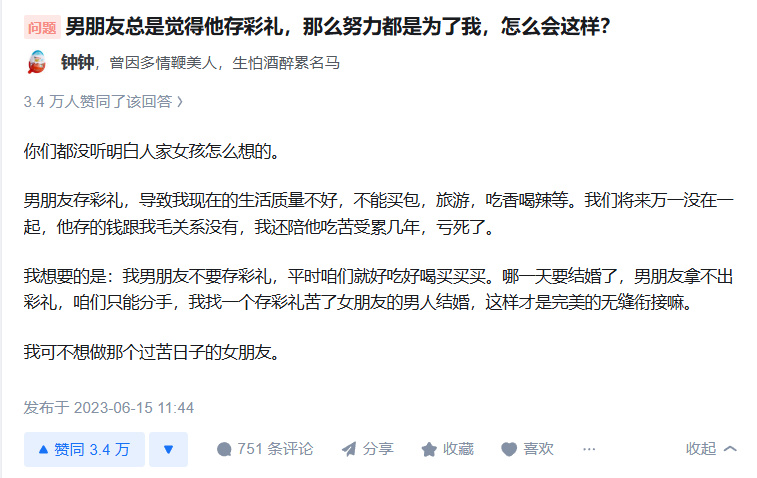 问题 男朋友总是觉得他存彩礼，那么努力都是为了我，怎么会这样？
钟钟，曾因多情鞭美人，生怕酒醉累名马
3.4 万人赞同了该回答 >
你们都没听明白人家女孩怎么想的。
男朋友存彩礼，导致我现在的生活质量不好，不能买包，旅游，吃香喝辣等。我们将来万一没在一
起，他存的钱跟我毛关系没有，我还陪他吃苦受累几年，亏死了。
我想要的是：我男朋友不要存彩礼，平时咱们就好吃好喝买买买。哪一天要结婚了，男朋友拿不出
彩礼，咱们只能分手，我找一个存彩礼苦了女朋友的男人结婚，这样才是完美的无缝衔接嘛。
我可不想做那个过苦日子的女朋友。
发布于 2023-06-15 11:44
赞同 3.4 万 751 条评论 分享 收藏 喜欢 ··· 收起